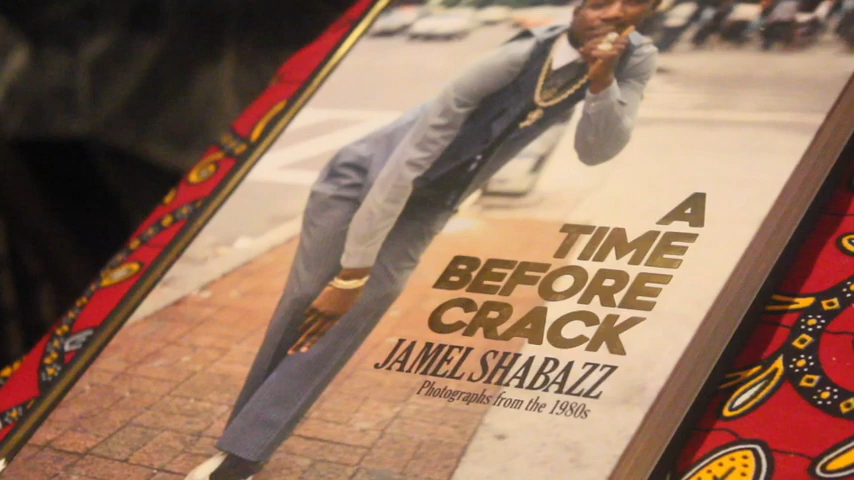 A
TIME
BEFORE
CRACK
JAMEL SHABAZZ
Photographs from the 1980s